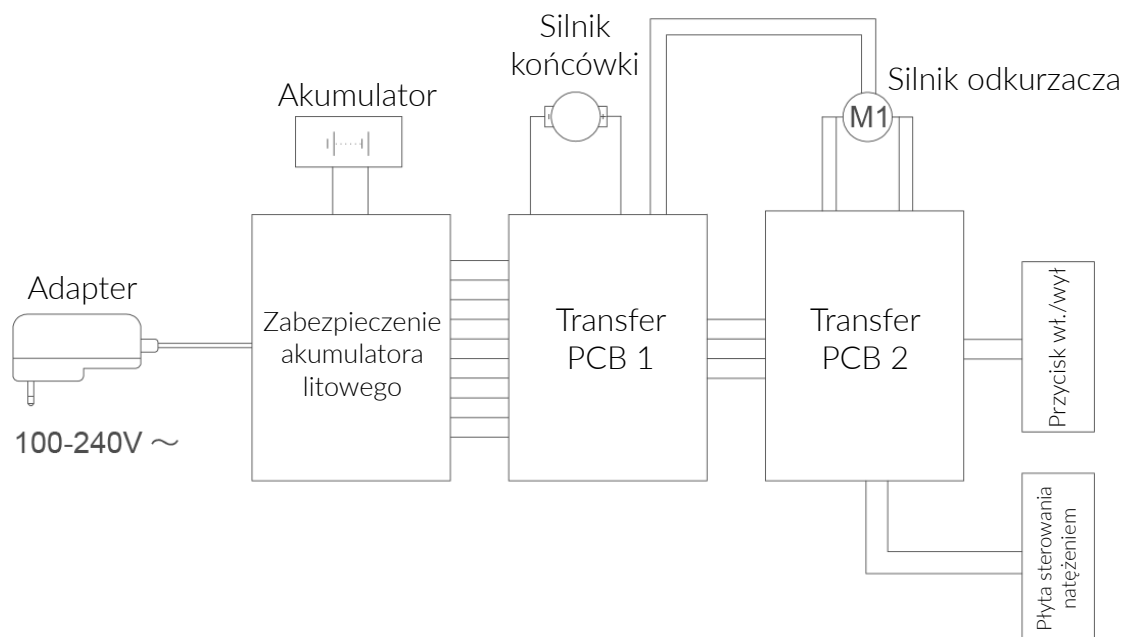 Silnik
końcówki
Silnik odkurzacza
Akumulator
M1
Adapter
Zabezpieczenie
akumulatora
litowego
Transfer
PCB 1
Transfer
PCB 2
Przycisk wł./wył
100-240V ～
Płyta sterowania
natężeniem